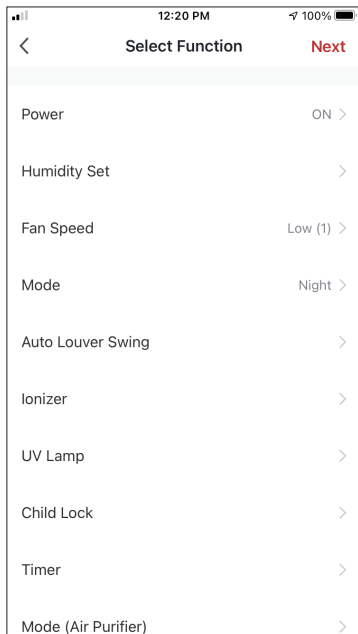 12:20 PM 100%
Select Function Next
Power ON
Humidity Set
Fan Speed Low (1)
Mode Night
Auto Louver Swing
Ionizer
UV Lamp
Child Lock
Timer
Mode (Air Purifier)